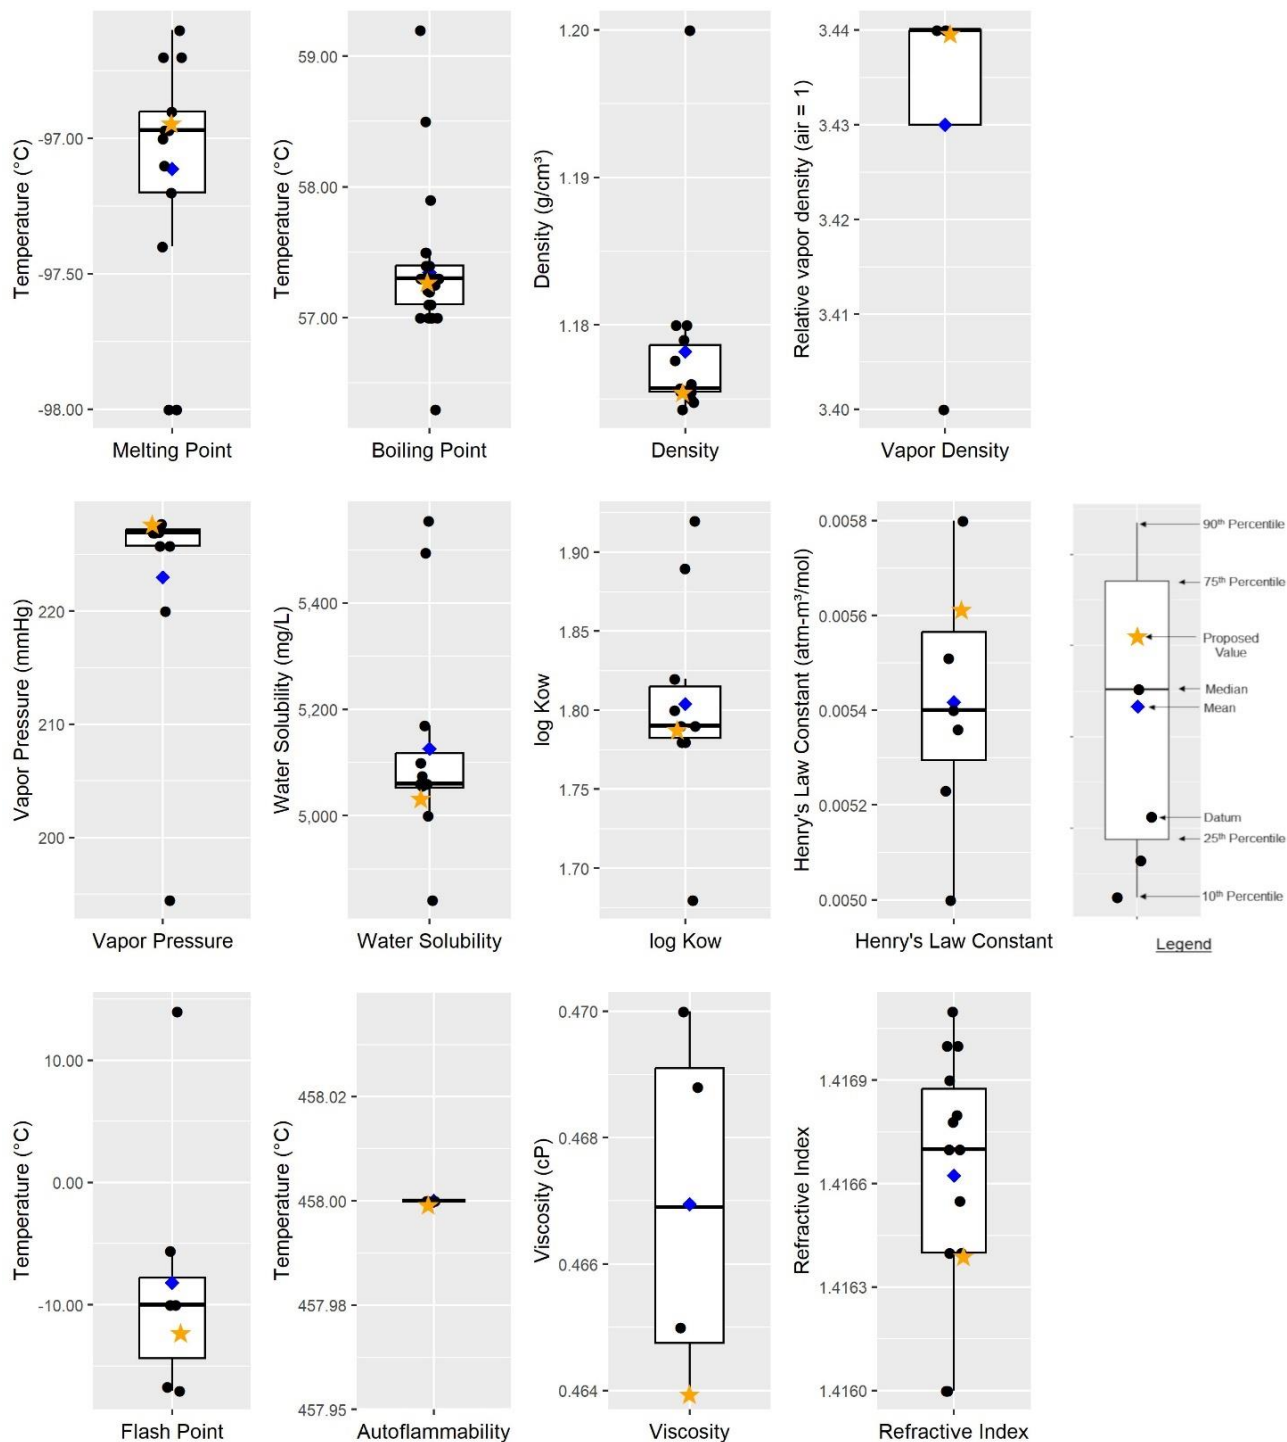 Temperature (°C)
-97.00
-97.50
-98.00
Melting Point
Temperature (°C)
59.00
58.00
57.00
Boiling Point
Density (g/cm³)
1.20
1.19
1.18
Density
Relative vapor density (air = 1)
3.44
3.43
3.42
3.41
3.40
Vapor Density
Vapor Pressure (mmHg)
220
210
200
Vapor Pressure
Water Solubility (mg/L)
5,400
5,200
5,000
Water Solubility
log Kow
1.90
1.85
1.80
1.75
1.70
log Kow
Henry's Law Constant (atm-m³/mol)
0.0058
0.0056
0.0054
0.0052
0.0050
Henry's Law Constant
90th Percentile
75th Percentile
Proposed
Value
Median
Mean
Datum
25th Percentile
10th Percentile
Legend
Temperature (°C)
10.00
0.00
-10.00
Flash Point
Temperature (°C)
458.02
458.00
457.98
457.95
Autoflammability
Viscosity (cP)
0.470
0.468
0.466
0.464
Viscosity
Refractive Index
1.4169
1.4166
1.4163
1.4160
Refractive Index